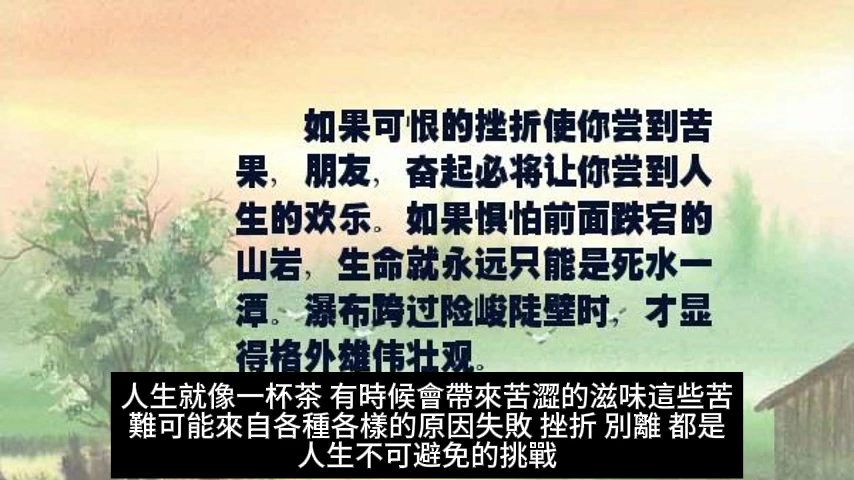 如果可恨的挫折使你尝到苦
果，朋友，奋起必将让你尝到人
生的欢乐。如果惧怕前面跌宕的
山岩，生命就永远只能是死水一
潭。瀑布跨过险峻陡壁时，才显
得格外雄伟壮观。
人生就像一杯茶 有時候會帶來苦澀的滋味這些苦
難可能來自各種各樣的原因失敗 挫折 別離 都是
人生不可避免的挑戰